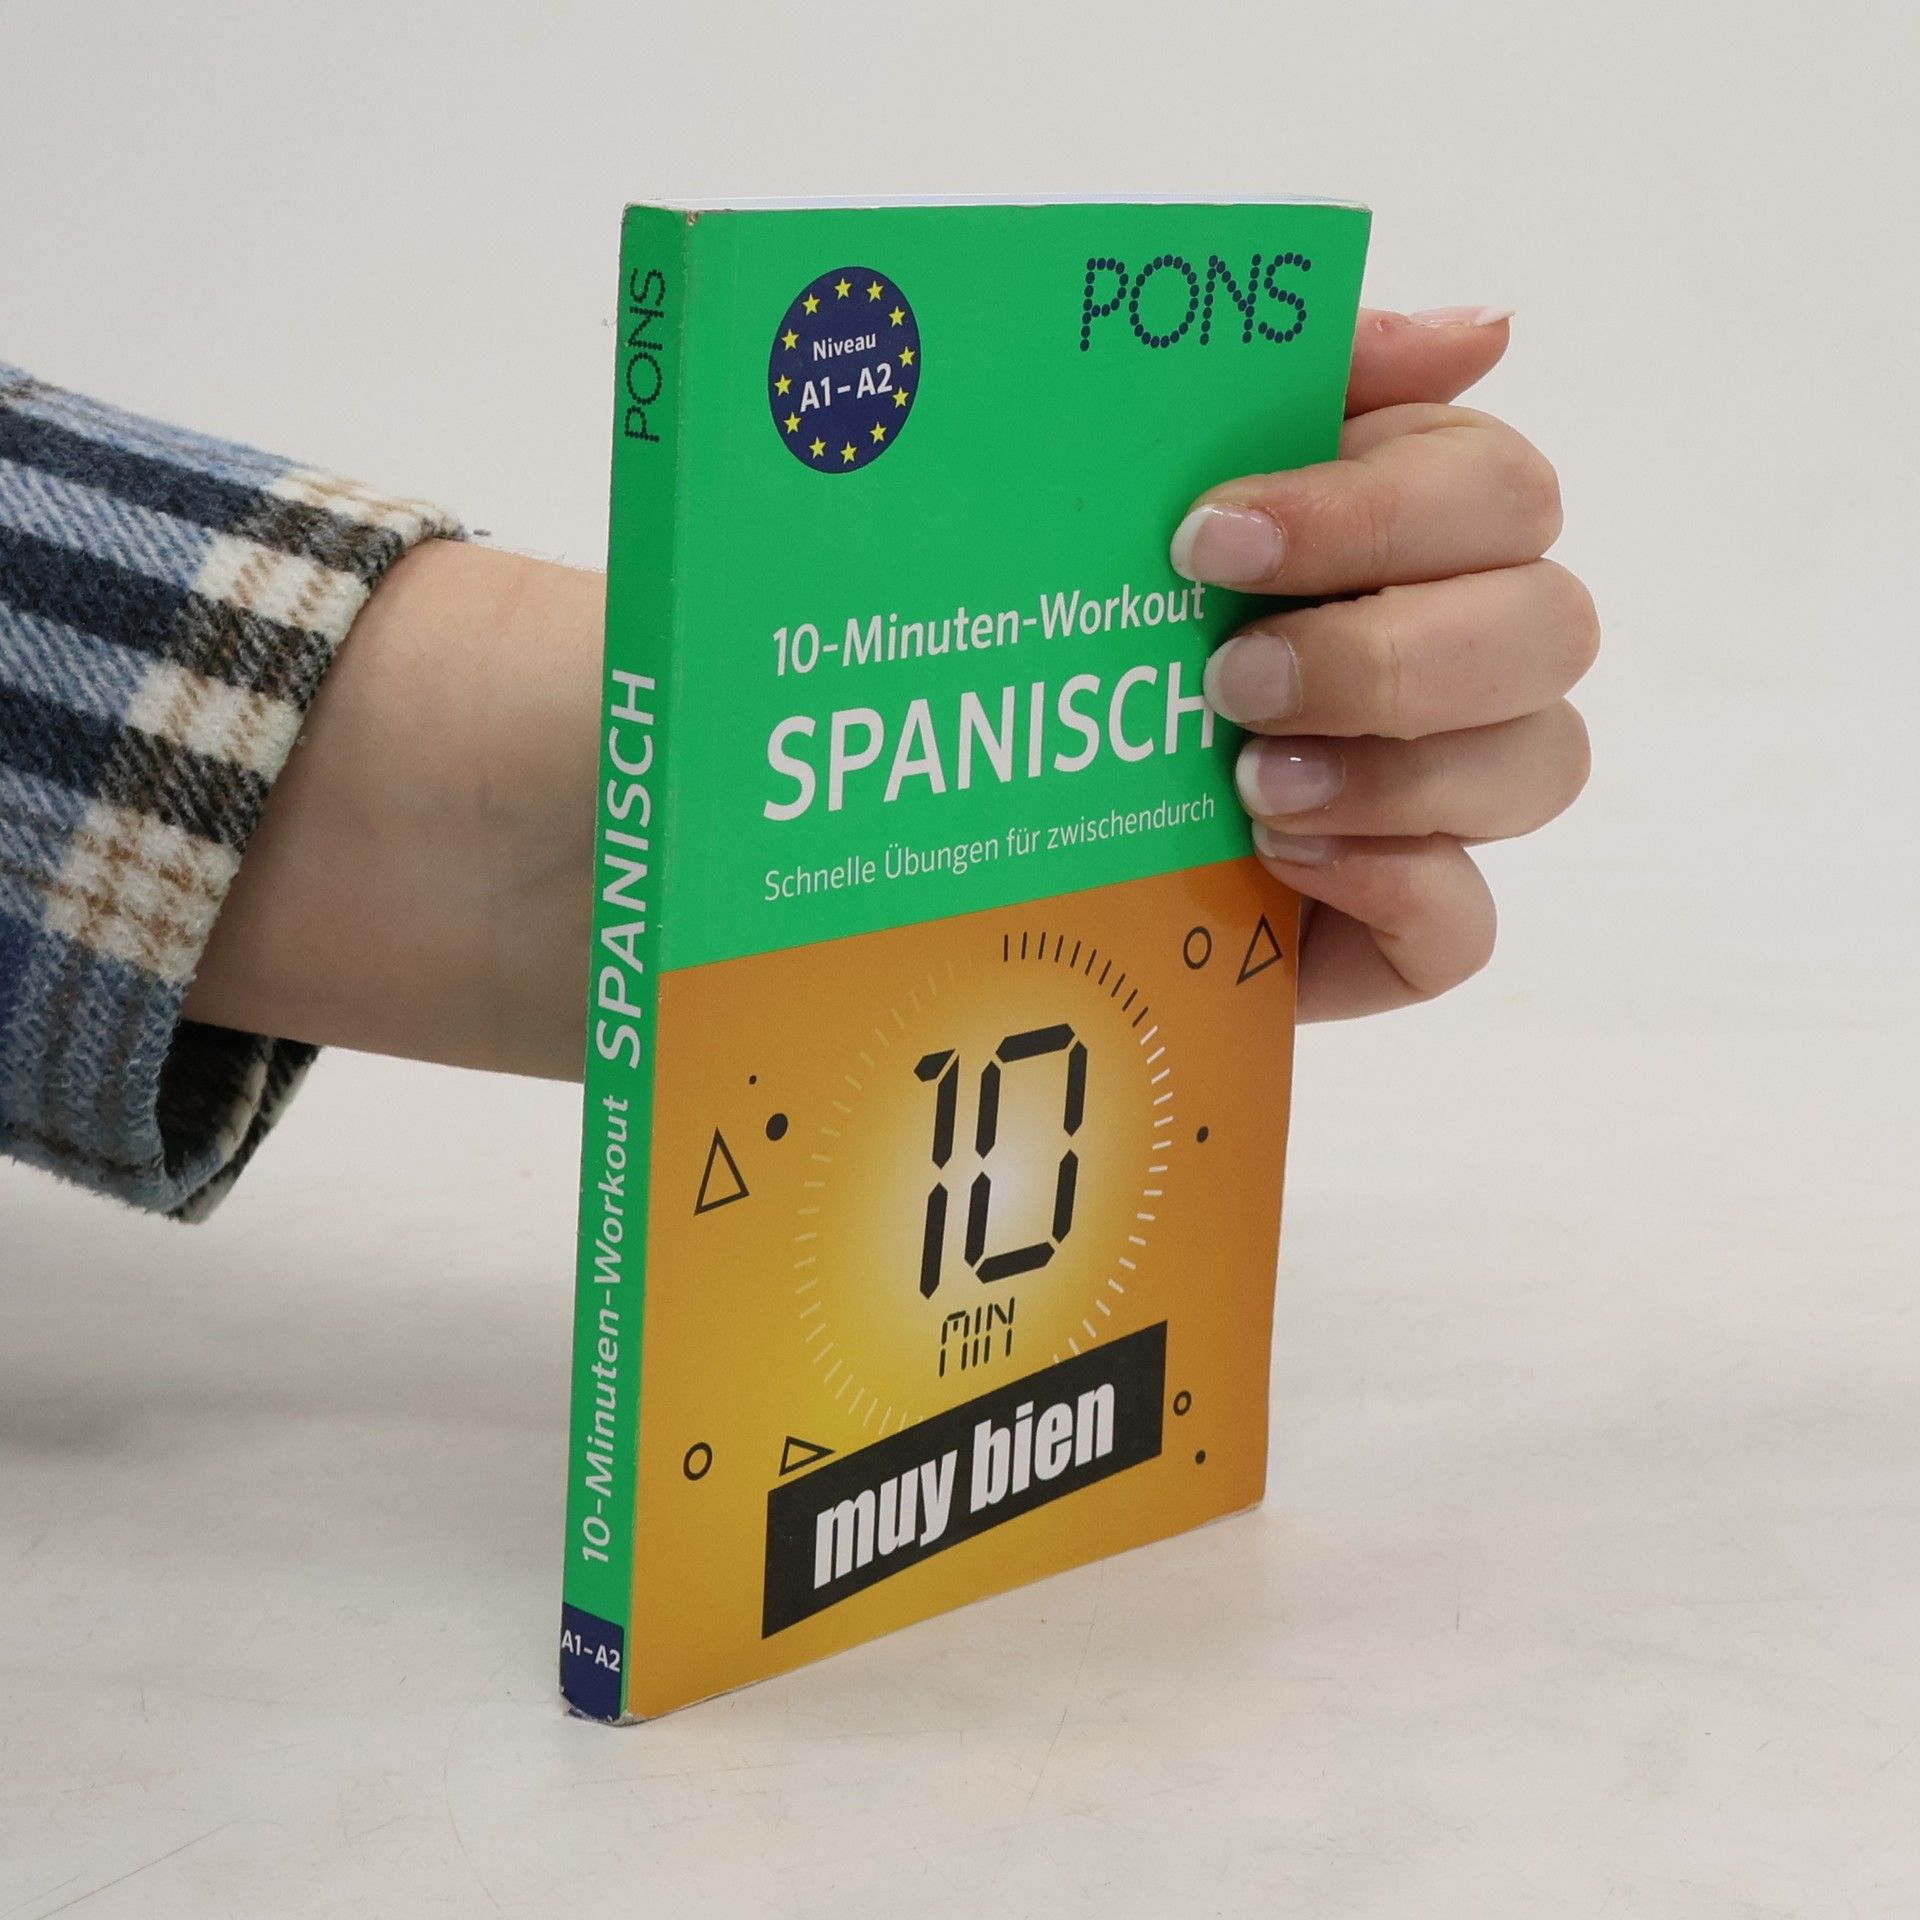 PONS
SPANISCH
10-Minuten-Workout
A1–A2
PONS
Niveau
A1–A2
10-Minuten-Workout
SPANISCH
Schnelle Übungen für zwischendurch
10
MIN
muy bien